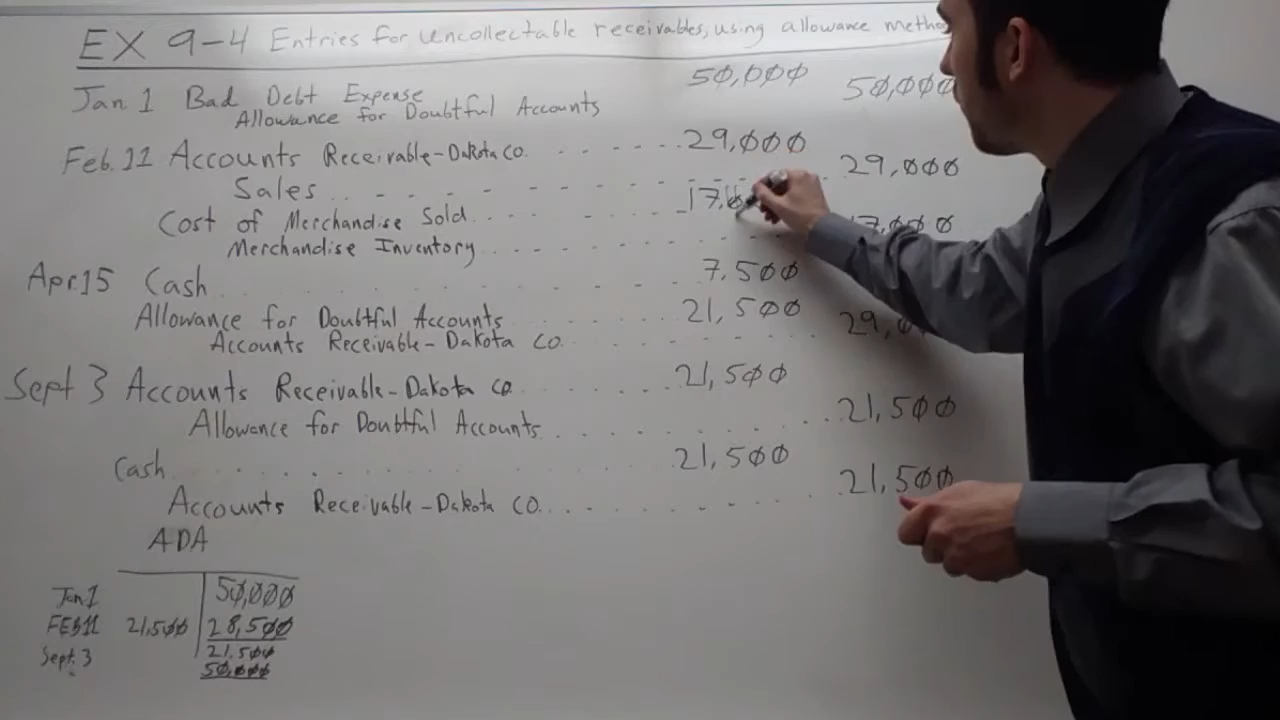 EX 9-4 Entries for uncollectable receivables, using allowance
50,000
Jan. 1 Bad Debt Expense 50,000
Allowance for Doubtful Accounts
Feb. 11 Accounts Receivable-Dakota Co. 29,000
Sales 29,000
Cost of Merchandise Sold
Merchandise Inventory 17,000
Apr. 15 Cash 7,500
Allowance for Doubtful Accounts 21,500
Accounts Receivable-Dakota Co.
Sept 3 Accounts Receivable-Dakota Co. 21,500
Allowance for Doubtful Accounts 21,500
Cash 21,500
Accounts Receivable-Dakota CO. 21,500
ADA
Jan 1 50,000
FEB 11 21,500 28,500
Sept. 3 21,500
50,000